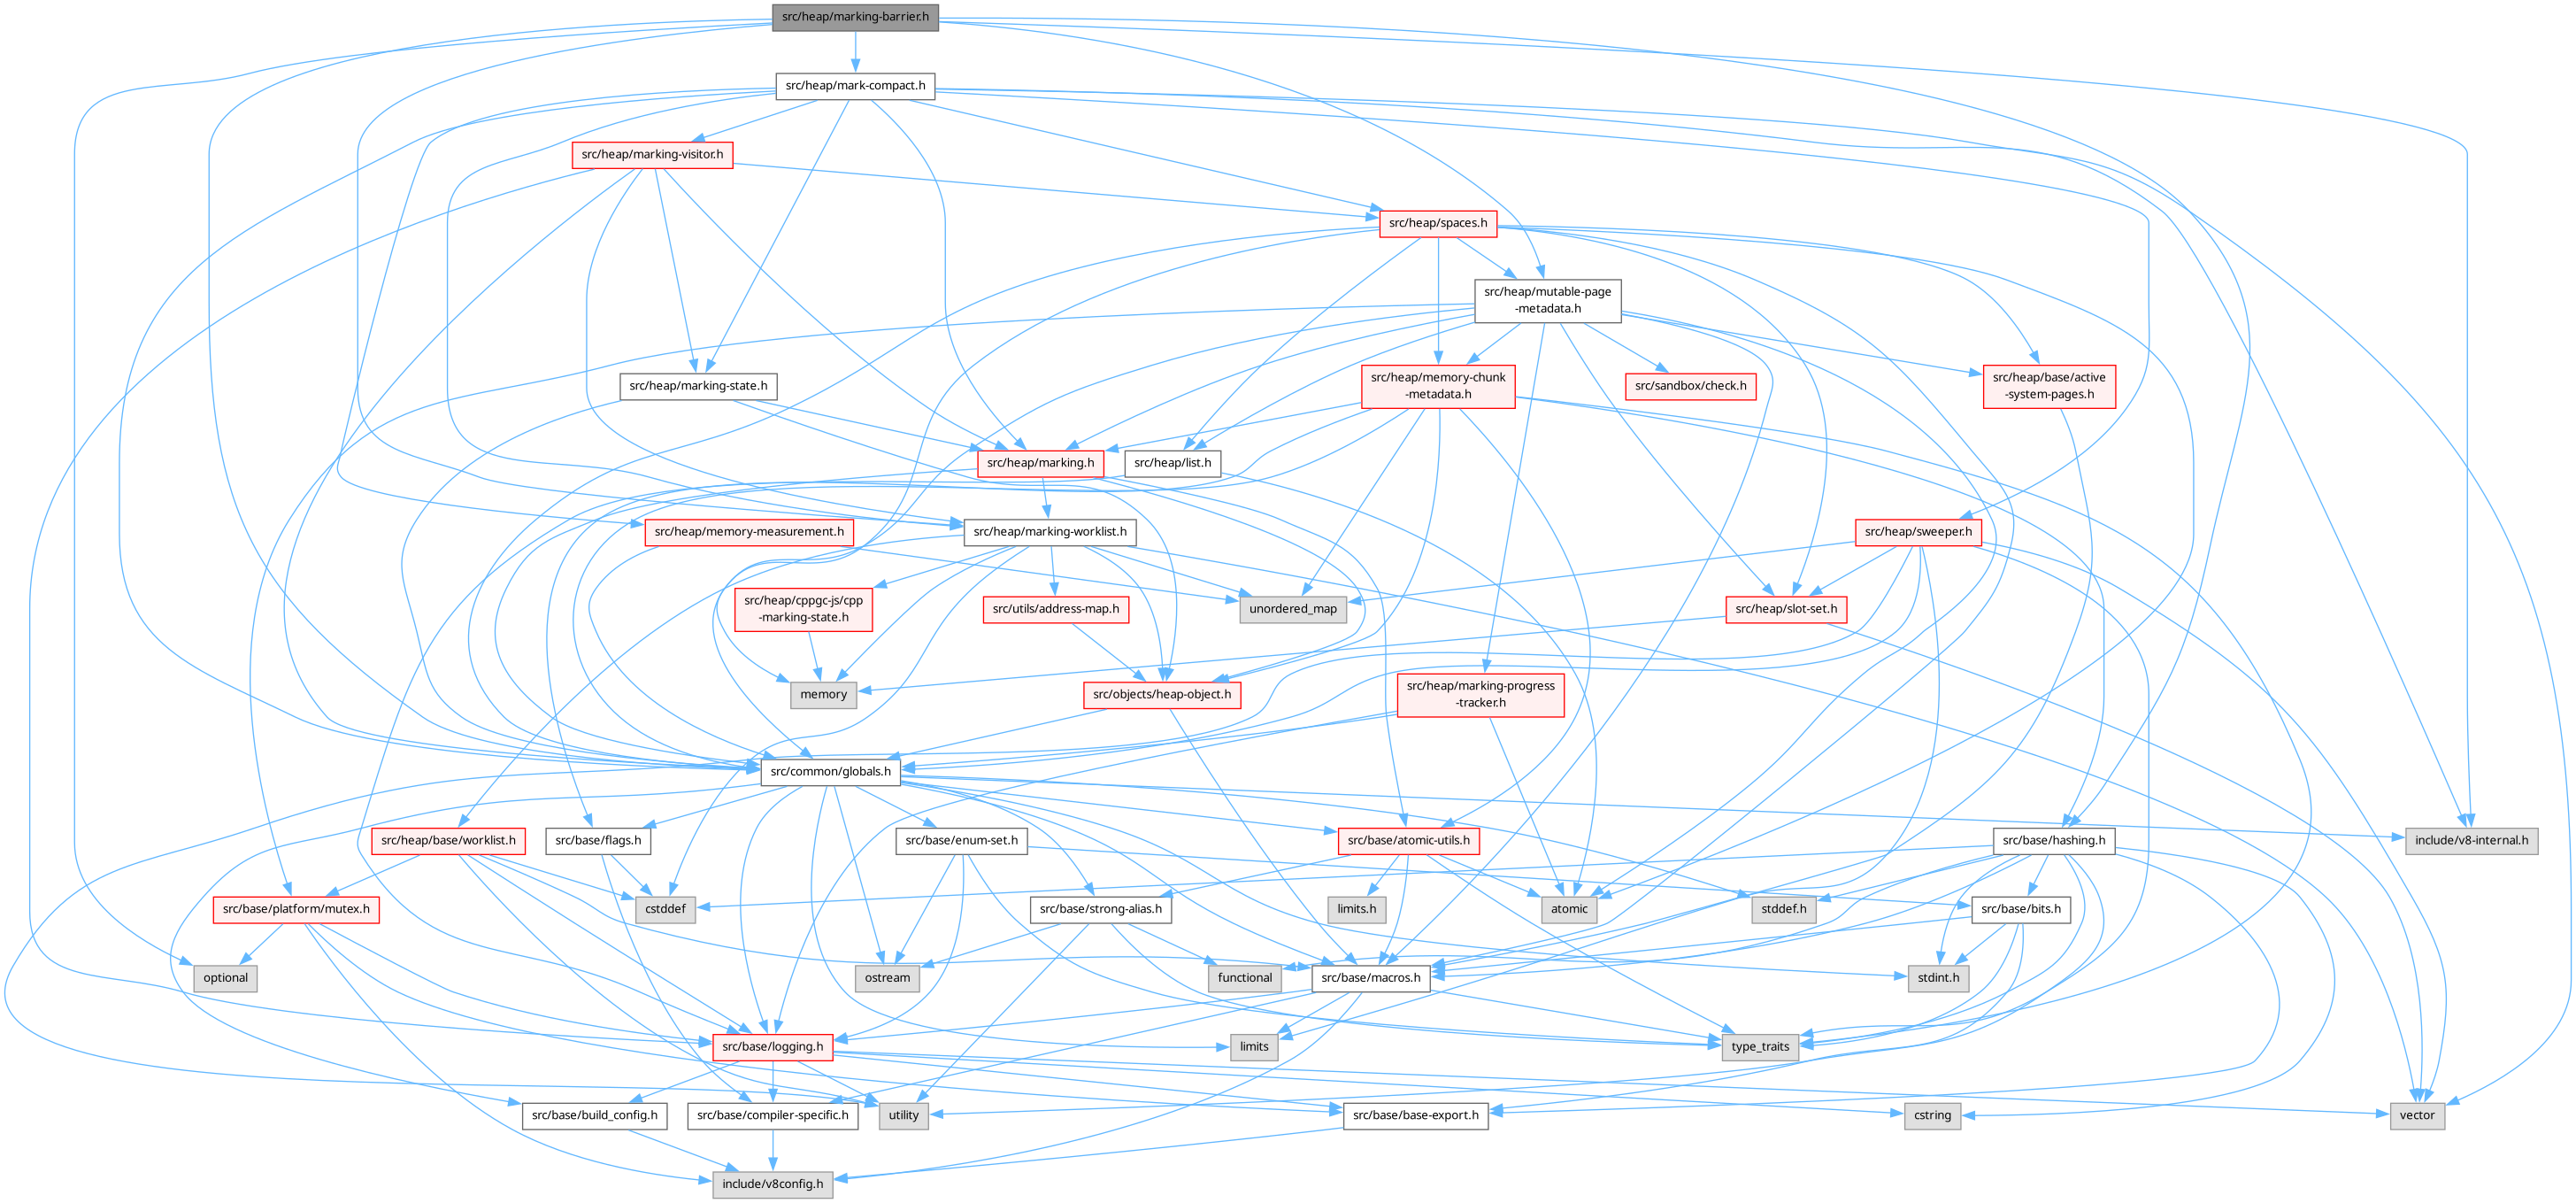 src/heap/marking-barrier.h
src/heap/mark-compact.h
src/heap/marking-visitor.h
src/heap/spaces.h
src/heap/mutable-page
-metadata.h
src/heap/marking-state.h
src/heap/memory-chunk
-metadata.h
src/sandbox/check.h
src/heap/base/active
-system-pages.h
src/heap/marking.h
src/heap/list.h
src/heap/memory-measurement.h
src/heap/marking-worklist.h
src/heap/sweeper.h
src/heap/cppgc-js/cpp
-marking-state.h
src/utils/address-map.h
unordered_map
src/heap/slot-set.h
memory
src/objects/heap-object.h
src/heap/marking-progress
-tracker.h
src/common/globals.h
src/heap/base/worklist.h
src/base/flags.h
src/base/enum-set.h
src/base/atomic-utils.h
include/v8-internal.h
src/base/hashing.h
src/base/platform/mutex.h
cstddef
src/base/strong-alias.h
limits.h
atomic
stddef.h
src/base/bits.h
optional
ostream
functional
src/base/macros.h
stdint.h
src/base/logging.h
limits
type_traits
src/base/build_config.h
src/base/compiler-specific.h
utility
src/base/base-export.h
cstring
vector
include/v8config.h